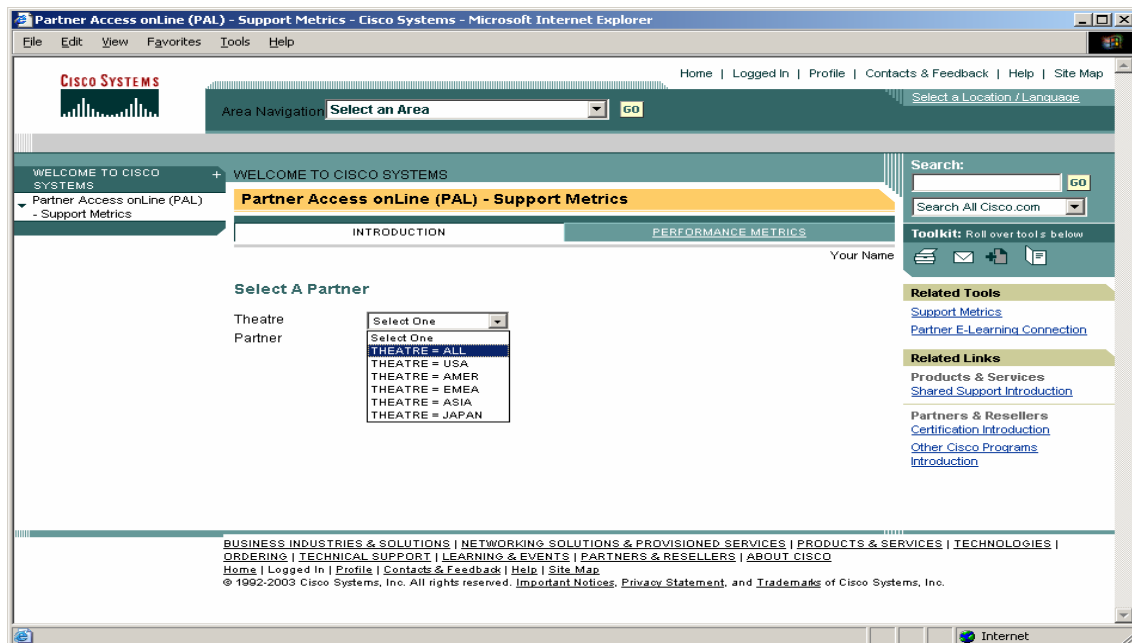 Partner Access onLine (PAL) - Support Metrics - Cisco Systems - Microsoft Internet Explorer
File Edit View Favorites Tools Help
CISCO SYSTEMS
Home | Logged In | Profile | Contacts & Feedback | Help | Site Map
Select a Location / Language
Area Navigation Select an Area GO
WELCOME TO CISCO SYSTEMS +
Partner Access onLine (PAL) - Support Metrics
WELCOME TO CISCO SYSTEMS
Partner Access onLine (PAL) - Support Metrics
INTRODUCTION PERFORMANCE METRICS
Your Name
Select A Partner
Theatre Select One
Partner
Select One
THEATRE = ALL
THEATRE = USA
THEATRE = AMER
THEATRE = EMEA
THEATRE = ASIA
THEATRE = JAPAN
Search:
GO
Search All Cisco.com
Toolkit: Roll over tools below
Related Tools
Support Metrics
Partner E-Learning Connection
Related Links
Products & Services
Shared Support Introduction
Partners & Resellers
Certification Introduction
Other Cisco Programs
Introduction
BUSINESS INDUSTRIES & SOLUTIONS | NETWORKING SOLUTIONS & PROVISIONED SERVICES | PRODUCTS & SERVICES | TECHNOLOGIES |
ORDERING | TECHNICAL SUPPORT | LEARNING & EVENTS | PARTNERS & RESELLERS | ABOUT CISCO
Home | Logged In | Profile | Contacts & Feedback | Help | Site Map
© 1992-2003 Cisco Systems, Inc. All rights reserved. Important Notices, Privacy Statement, and Trademarks of Cisco Systems, Inc.
Internet